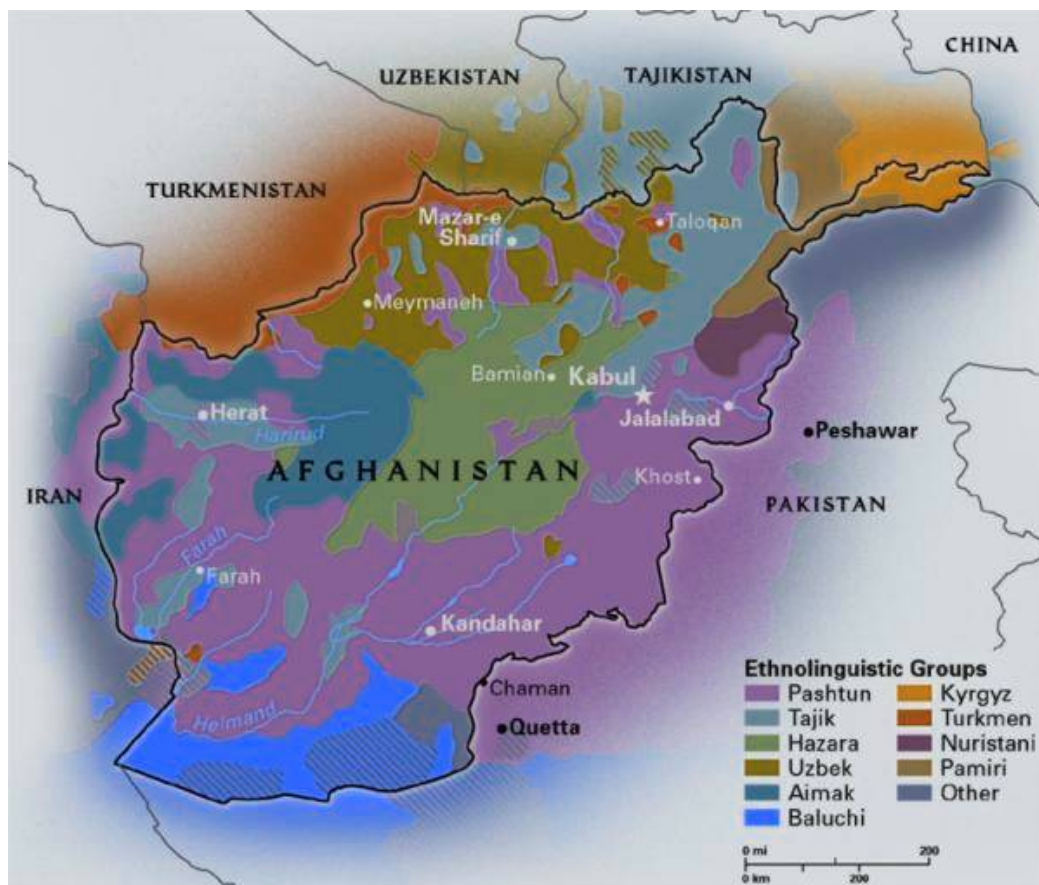 CHINA
UZBEKISTAN
TAJIKISTAN
TURKMENISTAN
Mazar-e
Sharif
Taloqan
Meymaneh
Bamian
Kabul
Herat
Jalalabad
Harirud
Peshawar
AFGHANISTAN
Khost
IRAN
PAKISTAN
Farah
Farah
Kandahar
Chaman
Helmand
Quetta
Ethnolinguistic Groups
Pashtun
Tajik
Hazara
Uzbek
Aimak
Baluchi
Kyrgyz
Turkmen
Nuristani
Pamiri
Other
0 mi 200
0 km 200